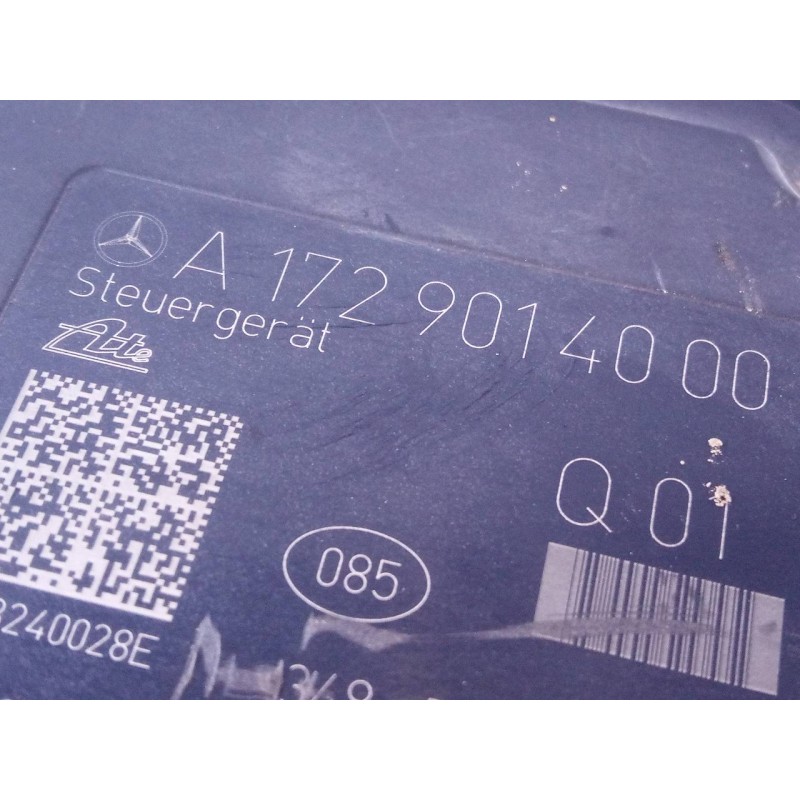 A 172 901 40 00
Steuergerät
Ate
Q 01
085
3240028E